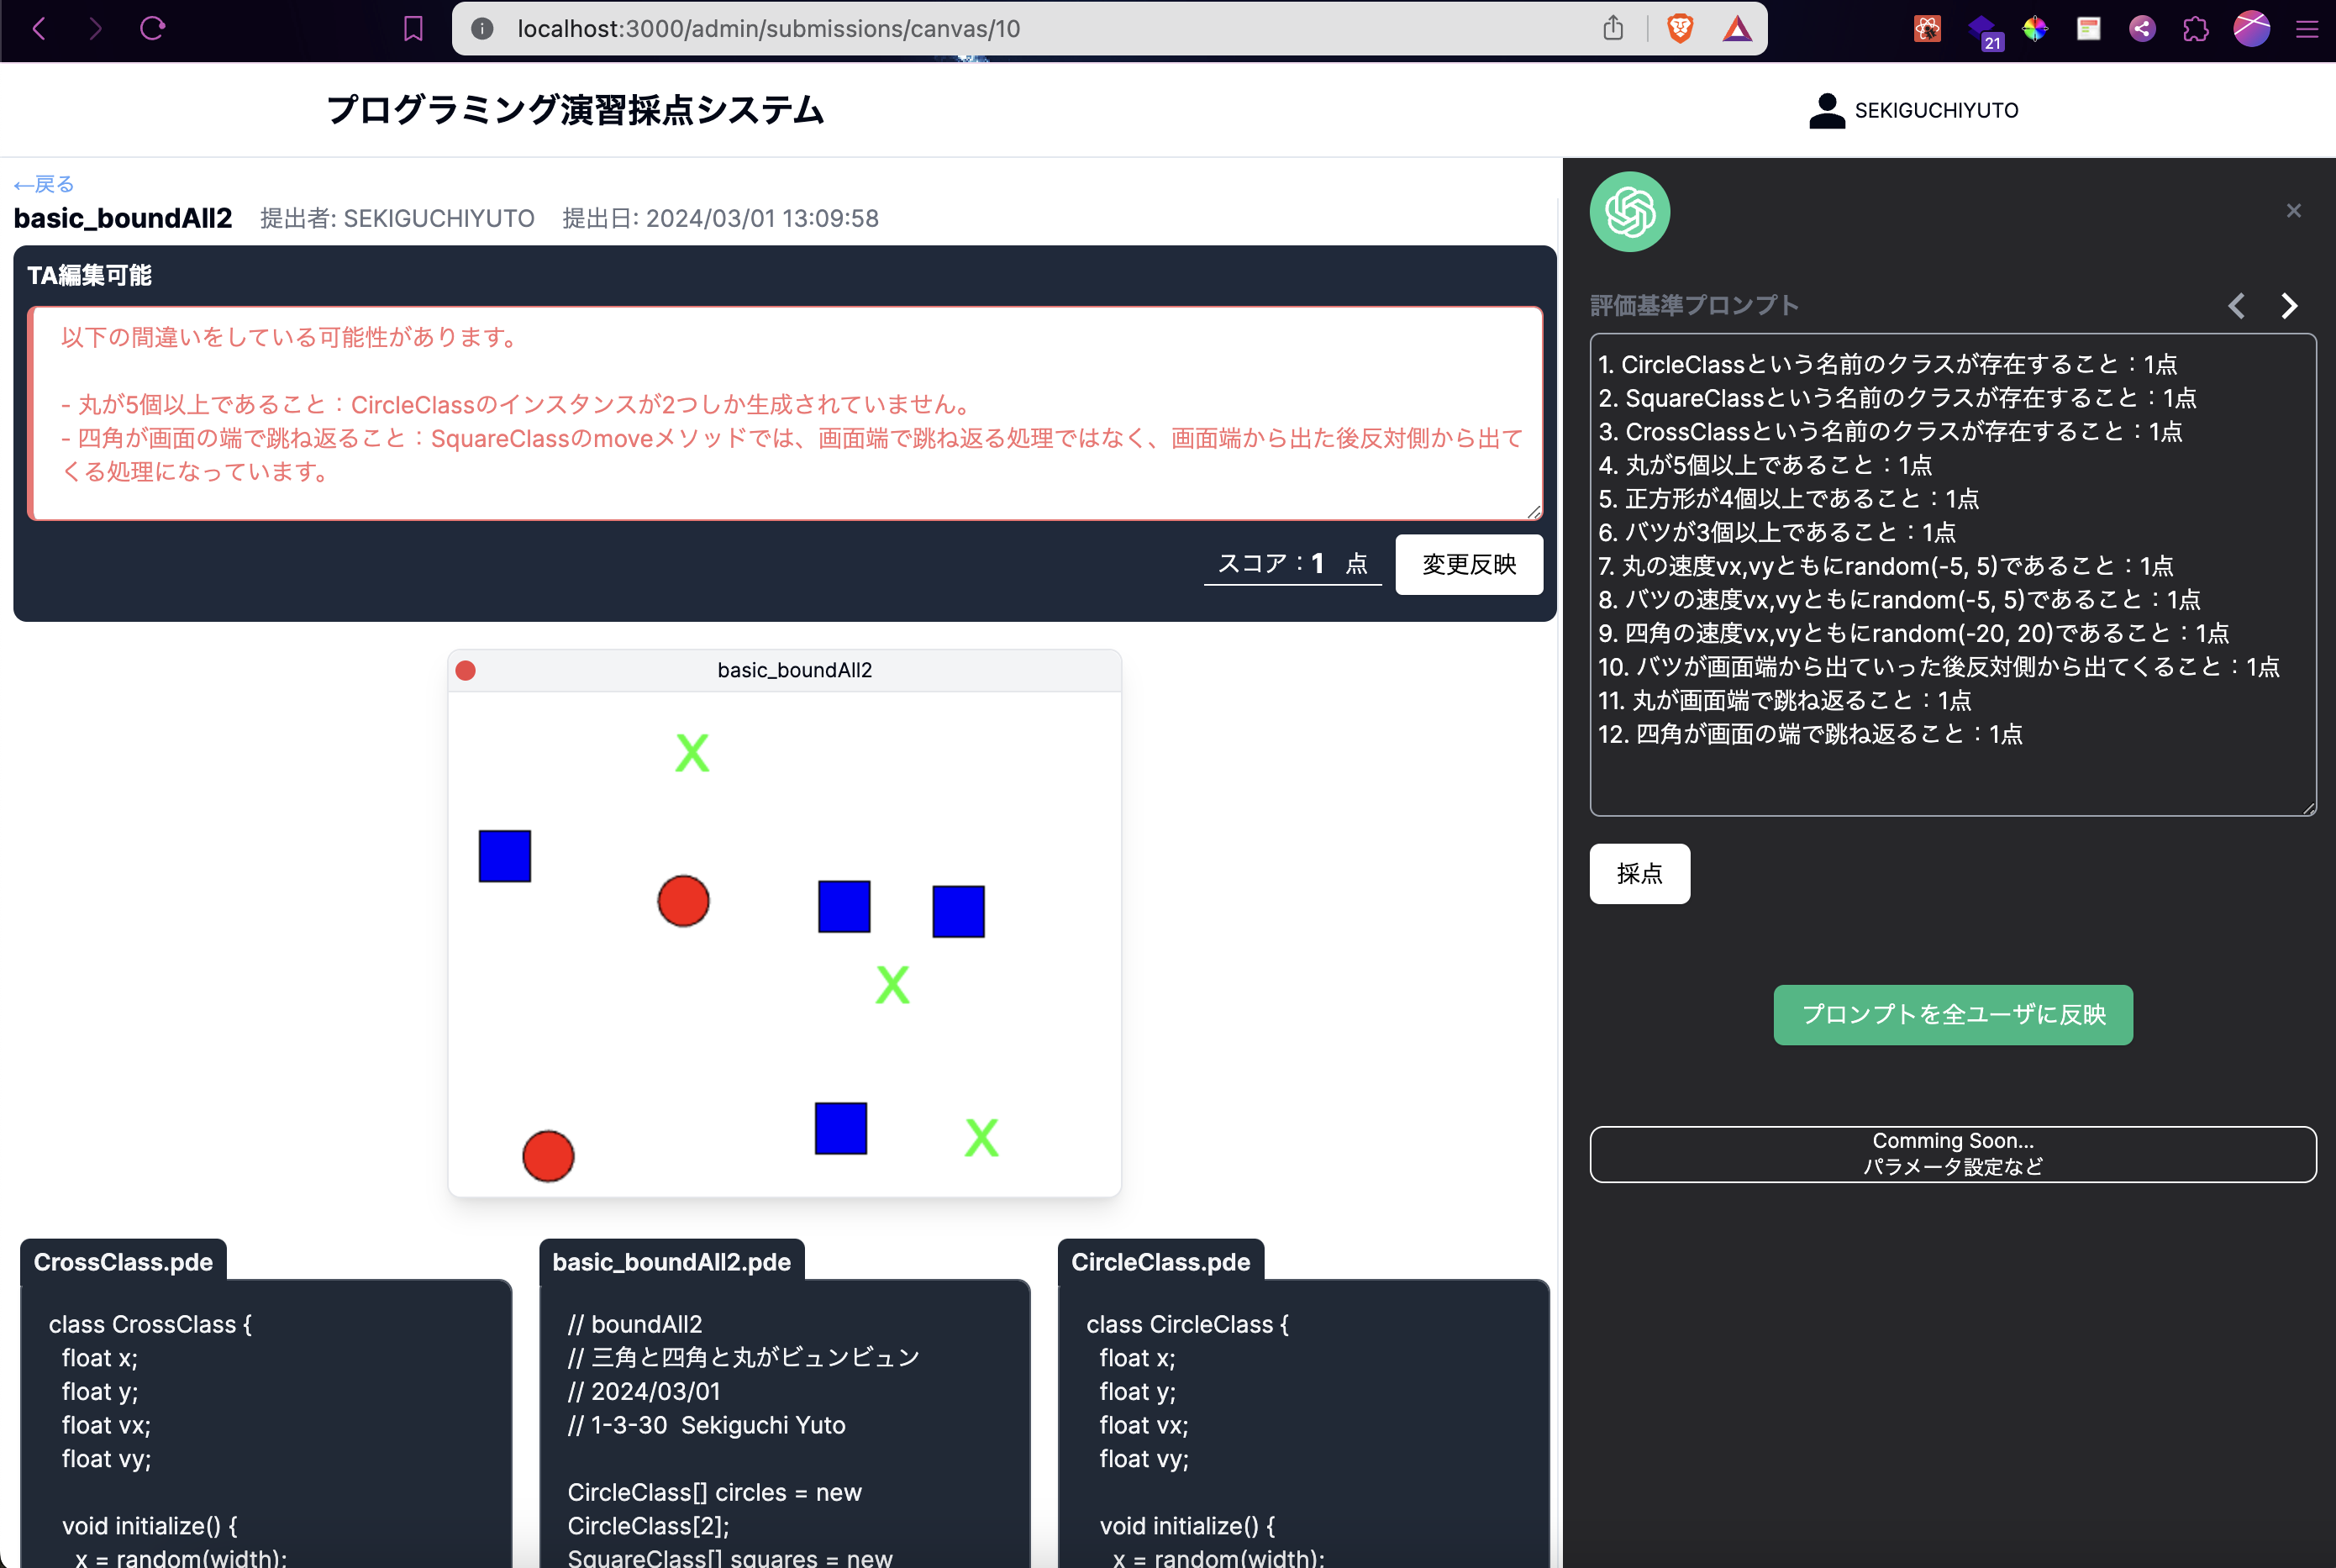 localhost:3000/admin/submissions/canvas/10
21
プログラミング演習採点システム
SEKIGUCHIYUTO
←戻る
basic_boundAll2 提出者: SEKIGUCHIYUTO 提出日: 2024/03/01 13:09:58
TA編集可能
以下の間違いをしている可能性があります。
- 丸が5個以上であること：CircleClassのインスタンスが2つしか生成されていません。
- 四角が画面の端で跳ね返ること：SquareClassのmoveメソッドでは、画面端で跳ね返る処理ではなく、画面端から出た後反対側から出て
くる処理になっています。
スコア：1 点
変更反映
basic_boundAll2
X
X
X
CrossClass.pde
class CrossClass {
float x;
float y;
float vx;
float vy;
void initialize() {
x = random(width);
basic_boundAll2.pde
// boundAll2
// 三角と四角と丸がビュンビュン
// 2024/03/01
// 1-3-30 Sekiguchi Yuto
CircleClass[] circles = new
CircleClass[2];
SquareClass[] squares = new
CircleClass.pde
class CircleClass {
float x;
float y;
float vx;
float vy;
void initialize() {
x = random(width);
評価基準プロンプト
1. CircleClassという名前のクラスが存在すること：1点
2. SquareClassという名前のクラスが存在すること：1点
3. CrossClassという名前のクラスが存在すること：1点
4. 丸が5個以上であること：1点
5. 正方形が4個以上であること：1点
6. バツが3個以上であること：1点
7. 丸の速度vx,vyともにrandom(-5, 5)であること：1点
8. バツの速度vx,vyともにrandom(-5, 5)であること：1点
9. 四角の速度vx,vyともにrandom(-20, 20)であること：1点
10. バツが画面端から出ていった後反対側から出てくること：1点
11. 丸が画面端で跳ね返ること：1点
12. 四角が画面の端で跳ね返ること：1点
採点
プロンプトを全ユーザに反映
Comming Soon...
パラメータ設定など